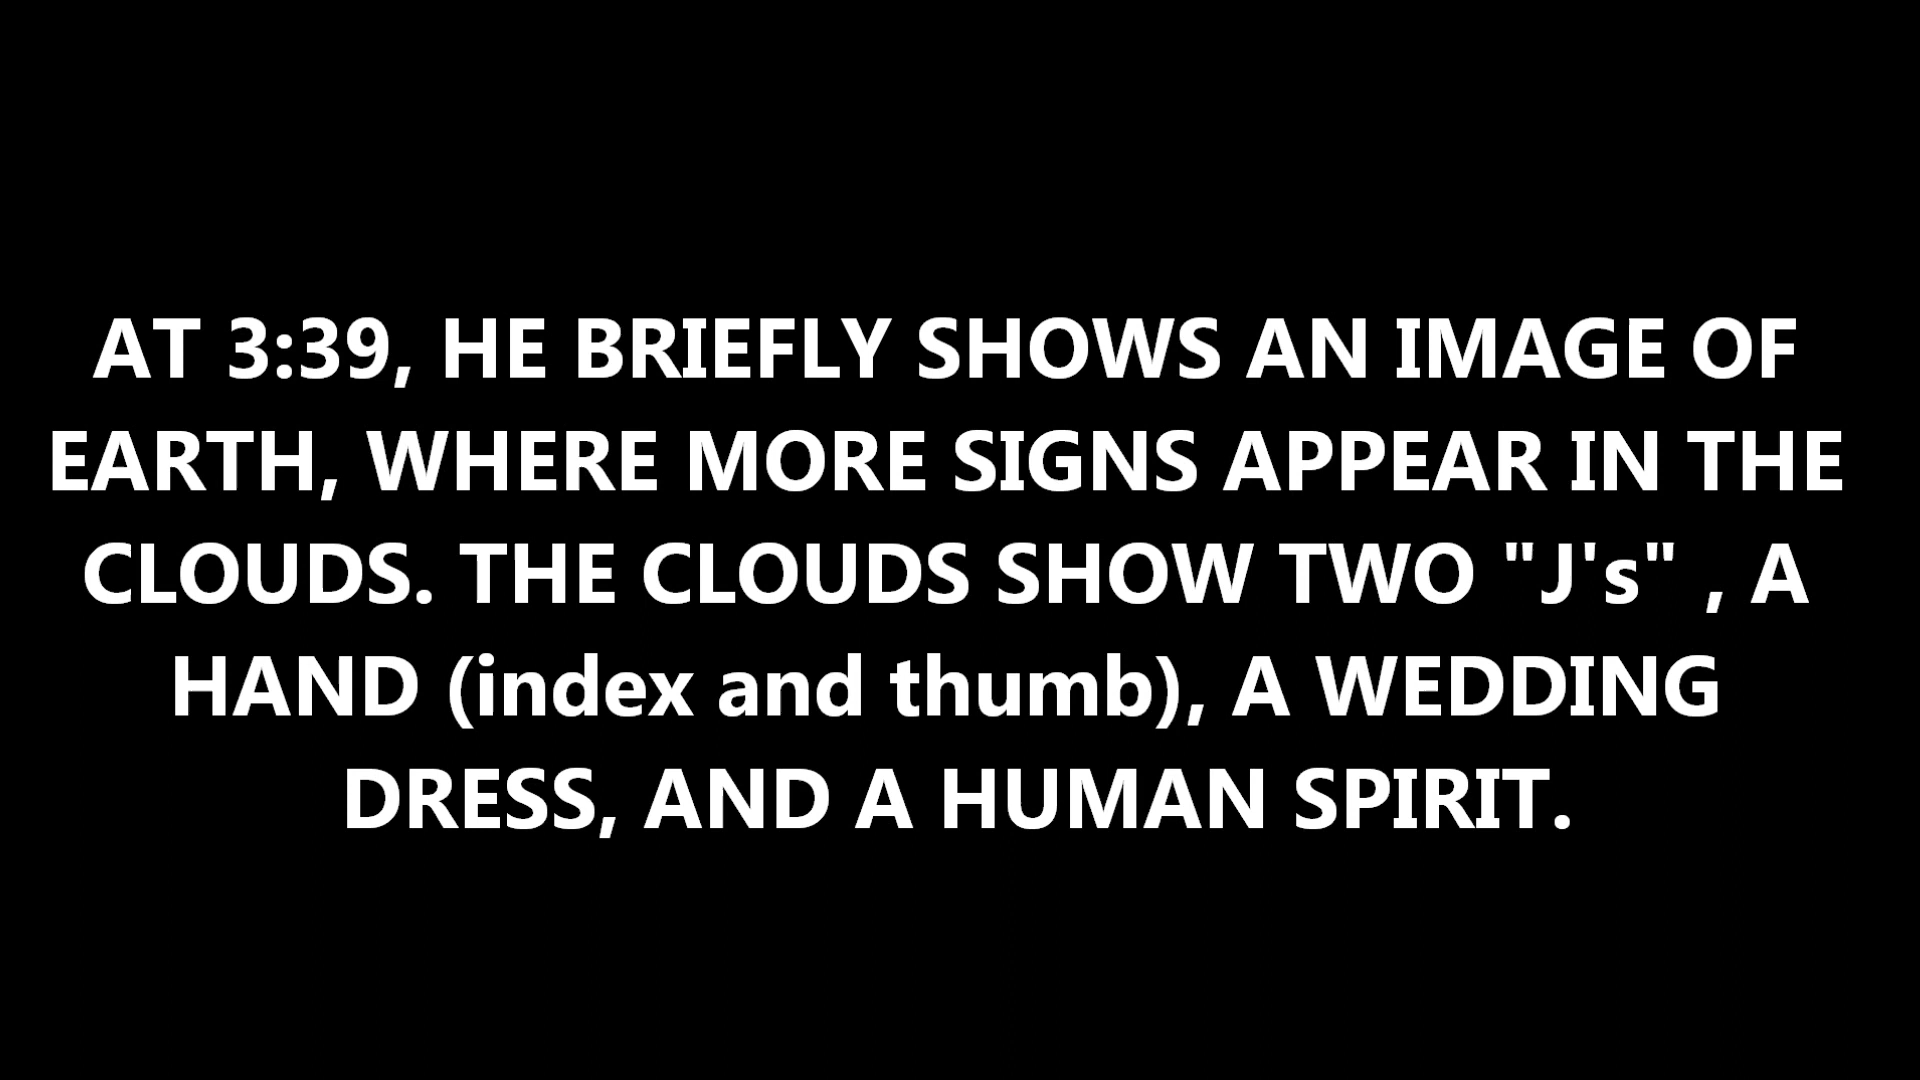 AT 3:39, HE BRIEFLY SHOWS AN IMAGE OF
EARTH, WHERE MORE SIGNS APPEAR IN THE
CLOUDS. THE CLOUDS SHOW TWO "J's" , A
HAND (index and thumb), A WEDDING
DRESS, AND A HUMAN SPIRIT.